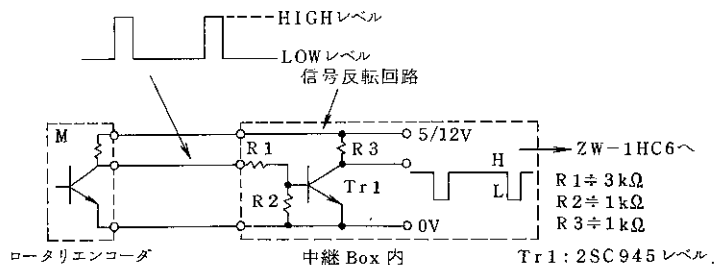 HIGHレベル
LOWレベル
信号反転回路
M
R1
R3
5/12V
ZW-1HC6へ
H
Tr1
L
R1≒3kΩ
R2
R2≒1kΩ
0V
R3≒1kΩ
ロータリエンコーダ
中継Box内
Tr1:2SC945レベル.